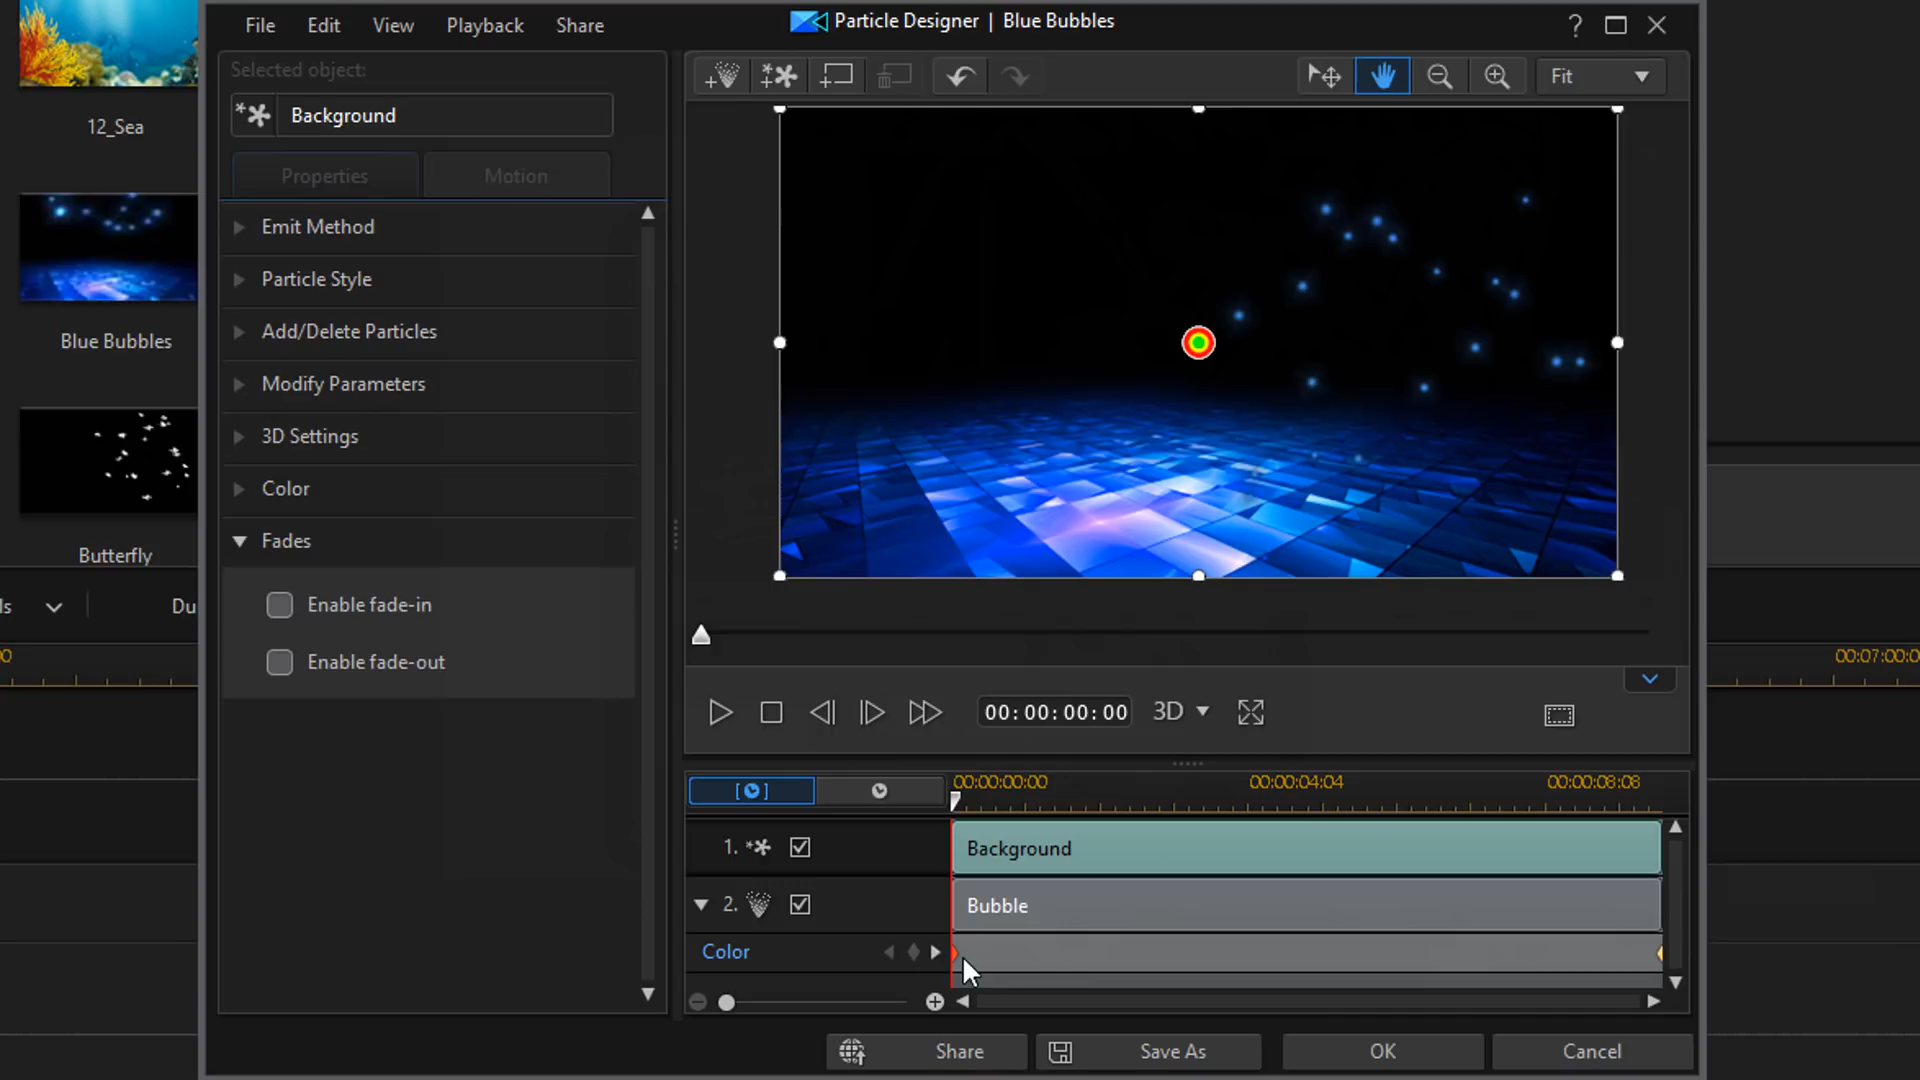 File Edit View Playback Share
Particle Designer | Blue Bubbles
?
Selected object:
Background
Fit
12_Sea
Properties Motion
Emit Method
Particle Style
Add/Delete Particles
Blue Bubbles
Modify Parameters
3D Settings
Color
Fades
Butterfly
Enable fade-in
Enable fade-out
ls
Du
00:07:00:0
00:00:00:00
3D
00:00:00:00 00:00:04:04 00:00:08:08
1. Background
2. Bubble
Color
Share Save As OK Cancel